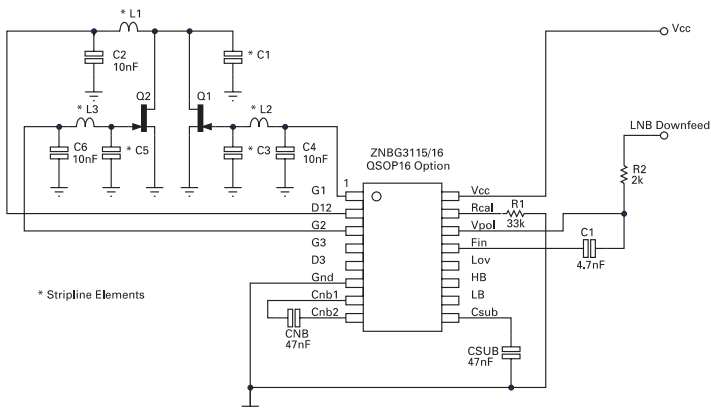 * L1
Vcc
C2
10nF
* C1
Q2
Q1
* L3
* L2
LNB Downfeed
C6
10nF
* C5
* C3
C4
10nF
ZNBG3115/16
QSOP16 Option
R2
2k
G1
1
Vcc
D12
Rcal
R1
33k
G2
Vpol
G3
Fin
C1
4.7nF
D3
Lov
* Stripline Elements
Gnd
HB
Cnb1
LB
Cnb2
Csub
CNB
47nF
CSUB
47nF